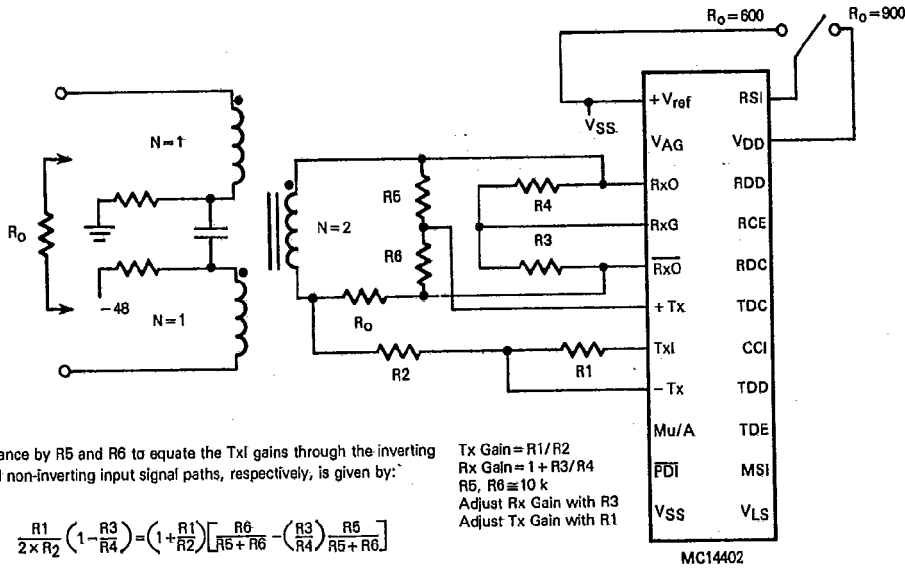 Ro=600
Ro=900
+Vref
RSI
VSS
VAG
VDD
N=1
R5
R4
RxO
RDD
Ro
N=2
RxG
RCE
R3
R6
RxO
RDC
-48
N=1
Ro
+Tx
TDC
R2
R1
TxI
CCI
-Tx
TDD
Mu/A
TDE
PDI
MSI
VSS
VLS
MC14402
ance by R5 and R6 to equate the TxI gains through the inverting
non-inverting input signal paths, respectively, is given by:
R1/(2×R2) (1-R3/R4)=(1+R1/R2)[R6/(R5+R6)-(R3/R4) R5/(R5+R6)]
Tx Gain=R1/R2
Rx Gain=1+R3/R4
R5, R6≅10 k
Adjust Rx Gain with R3
Adjust Tx Gain with R1